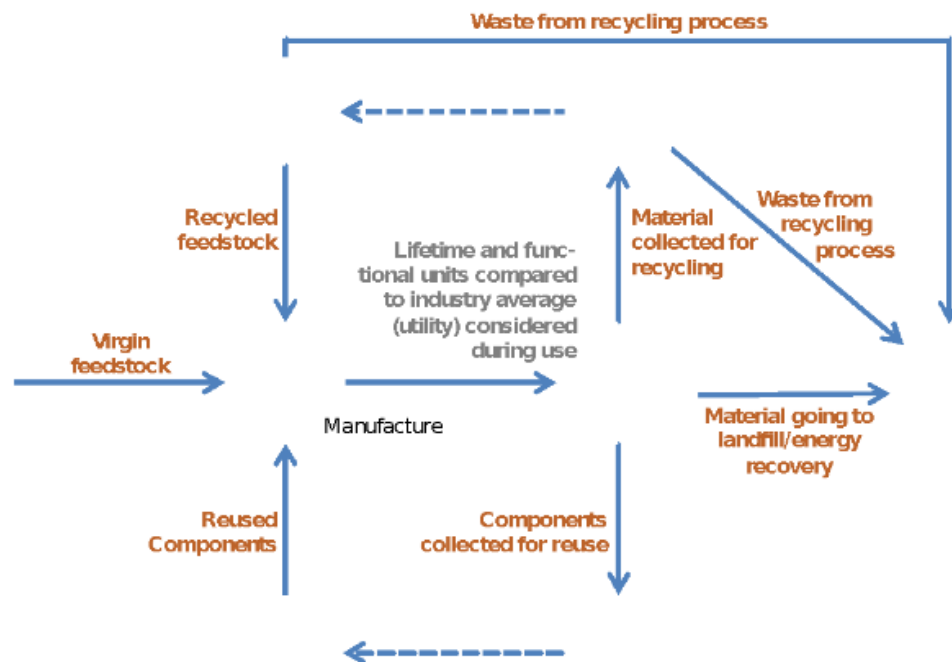 Waste from recycling process
Recycled
feedstock
Material
collected for
recycling
Waste from
recycling
process
Lifetime and func-
tional units compared
to industry average
(utility) considered
during use
Virgin
feedstock
Manufacture
Material going to
landfill/energy
recovery
Reused
Components
Components
collected for reuse